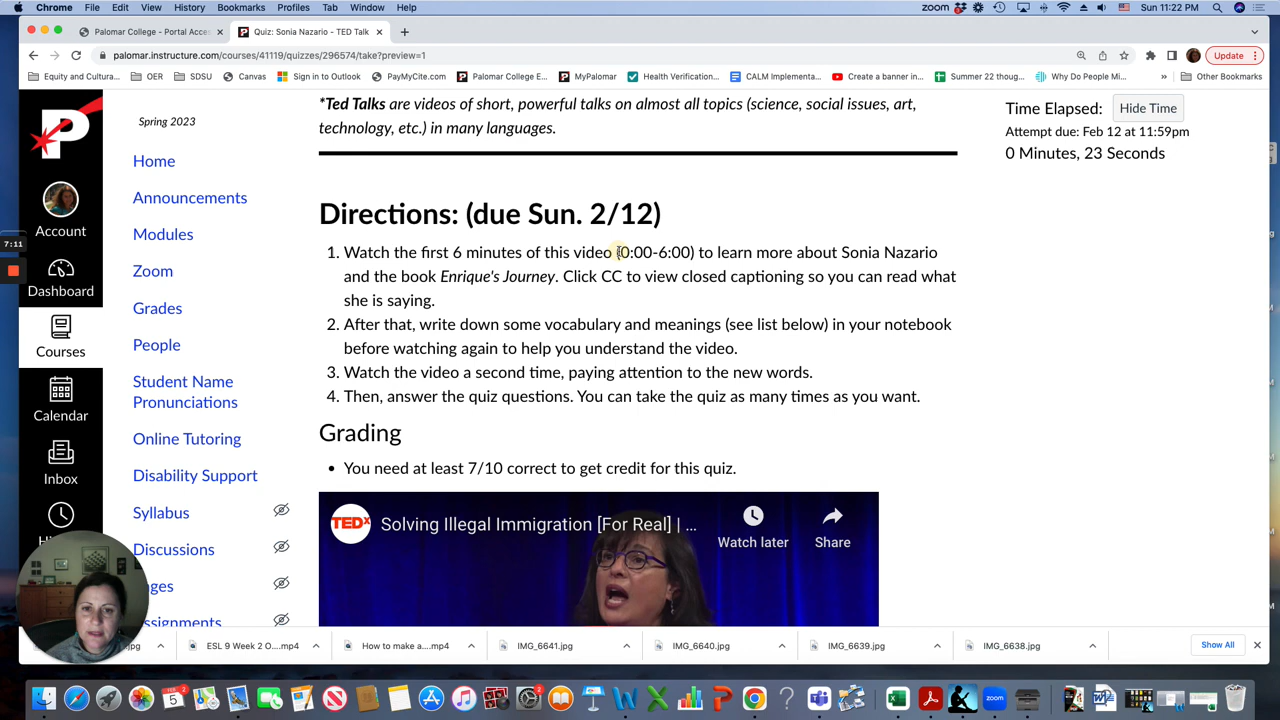 Chrome File Edit View History Bookmarks Profiles Tab Window Help
zoom Sun 11:22 PM
Palomar College - Portal Acces
Quiz: Sonia Nazario - TED Talk
palomar.instructure.com/courses/41119/quizzes/296574/take?preview=1
Update
Equity and Cultura... OER SDSU Canvas Sign in to Outlook PayMyCite.com Palomar College E... MyPalomar Health Verification... CALM Implementa... Create a banner in... Summer 22 thoug... Why Do People Mi... » Other Bookmarks
P
Account
Dashboard
Courses
Calendar
Inbox
7:11
Spring 2023
Home
Announcements
Modules
Zoom
Grades
People
Student Name
Pronunciations
Online Tutoring
Disability Support
Syllabus
Discussions
ages
ssignments
*Ted Talks are videos of short, powerful talks on almost all topics (science, social issues, art,
technology, etc.) in many languages.
Directions: (due Sun. 2/12)
1. Watch the first 6 minutes of this video (0:00-6:00) to learn more about Sonia Nazario
and the book Enrique's Journey. Click CC to view closed captioning so you can read what
she is saying.
2. After that, write down some vocabulary and meanings (see list below) in your notebook
before watching again to help you understand the video.
3. Watch the video a second time, paying attention to the new words.
4. Then, answer the quiz questions. You can take the quiz as many times as you want.
Grading
• You need at least 7/10 correct to get credit for this quiz.
TEDx
Solving Illegal Immigration [For Real] | ...
Watch later
Share
Time Elapsed: Hide Time
Attempt due: Feb 12 at 11:59pm
0 Minutes, 23 Seconds
.jpg ESL 9 Week 2 O....mp4 How to make a....mp4 IMG_6641.jpg IMG_6640.jpg IMG_6639.jpg IMG_6638.jpg Show All
FEB
5
2
zoom